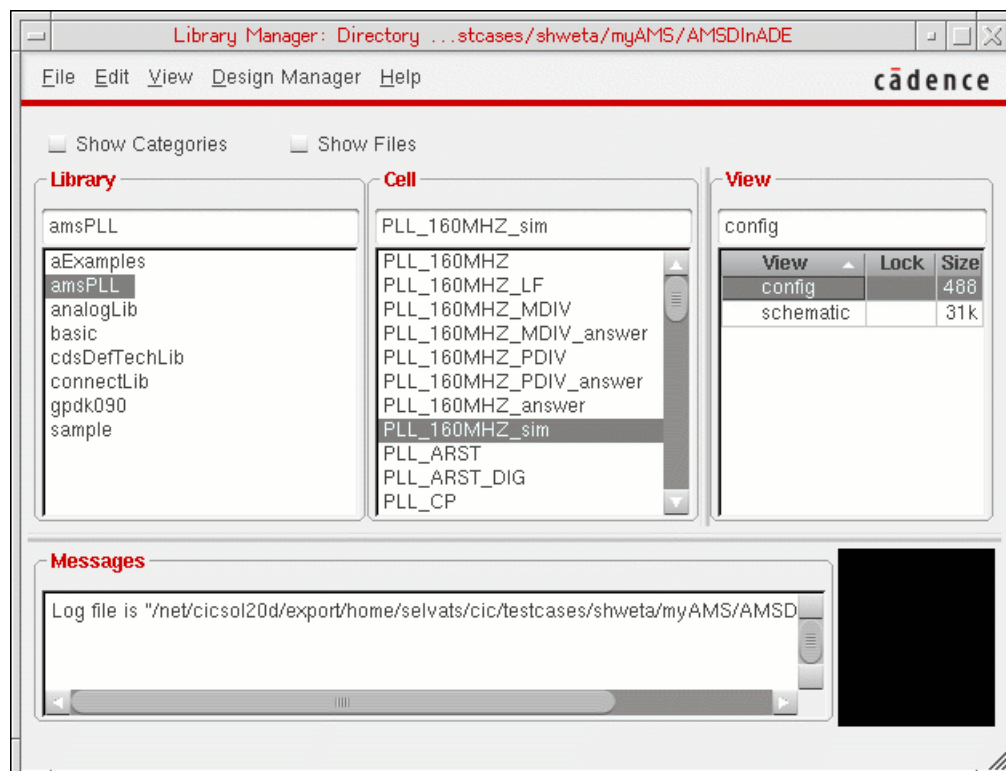 Library Manager: Directory ...stcases/shweta/myAMS/AMSDInADE
File Edit View Design Manager Help
cādence
Show Categories Show Files
Library Cell View
amsPLL PLL_160MHZ_sim config
aExamples
amsPLL
analogLib
basic
cdsDefTechLib
connectLib
gpdk090
sample
PLL_160MHZ
PLL_160MHZ_LF
PLL_160MHZ_MDIV
PLL_160MHZ_MDIV_answer
PLL_160MHZ_PDIV
PLL_160MHZ_PDIV_answer
PLL_160MHZ_answer
PLL_160MHZ_sim
PLL_ARST
PLL_ARST_DIG
PLL_CP
View Lock Size
config 488
schematic 31k
Messages
Log file is "/net/cicsol20d/export/home/selvats/cic/testcases/shweta/myAMS/AMSD